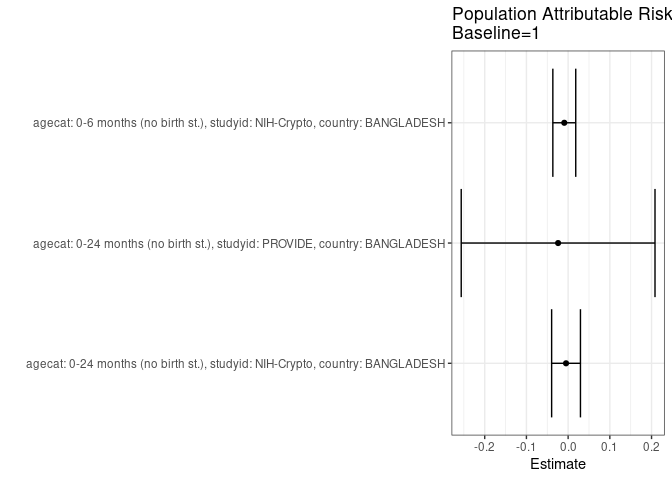 Population Attributable Risk
Baseline=1
agecat: 0-6 months (no birth st.), studyid: NIH-Crypto, country: BANGLADESH
agecat: 0-24 months (no birth st.), studyid: PROVIDE, country: BANGLADESH
agecat: 0-24 months (no birth st.), studyid: NIH-Crypto, country: BANGLADESH
-0.2 -0.1 0.0 0.1 0.2
Estimate